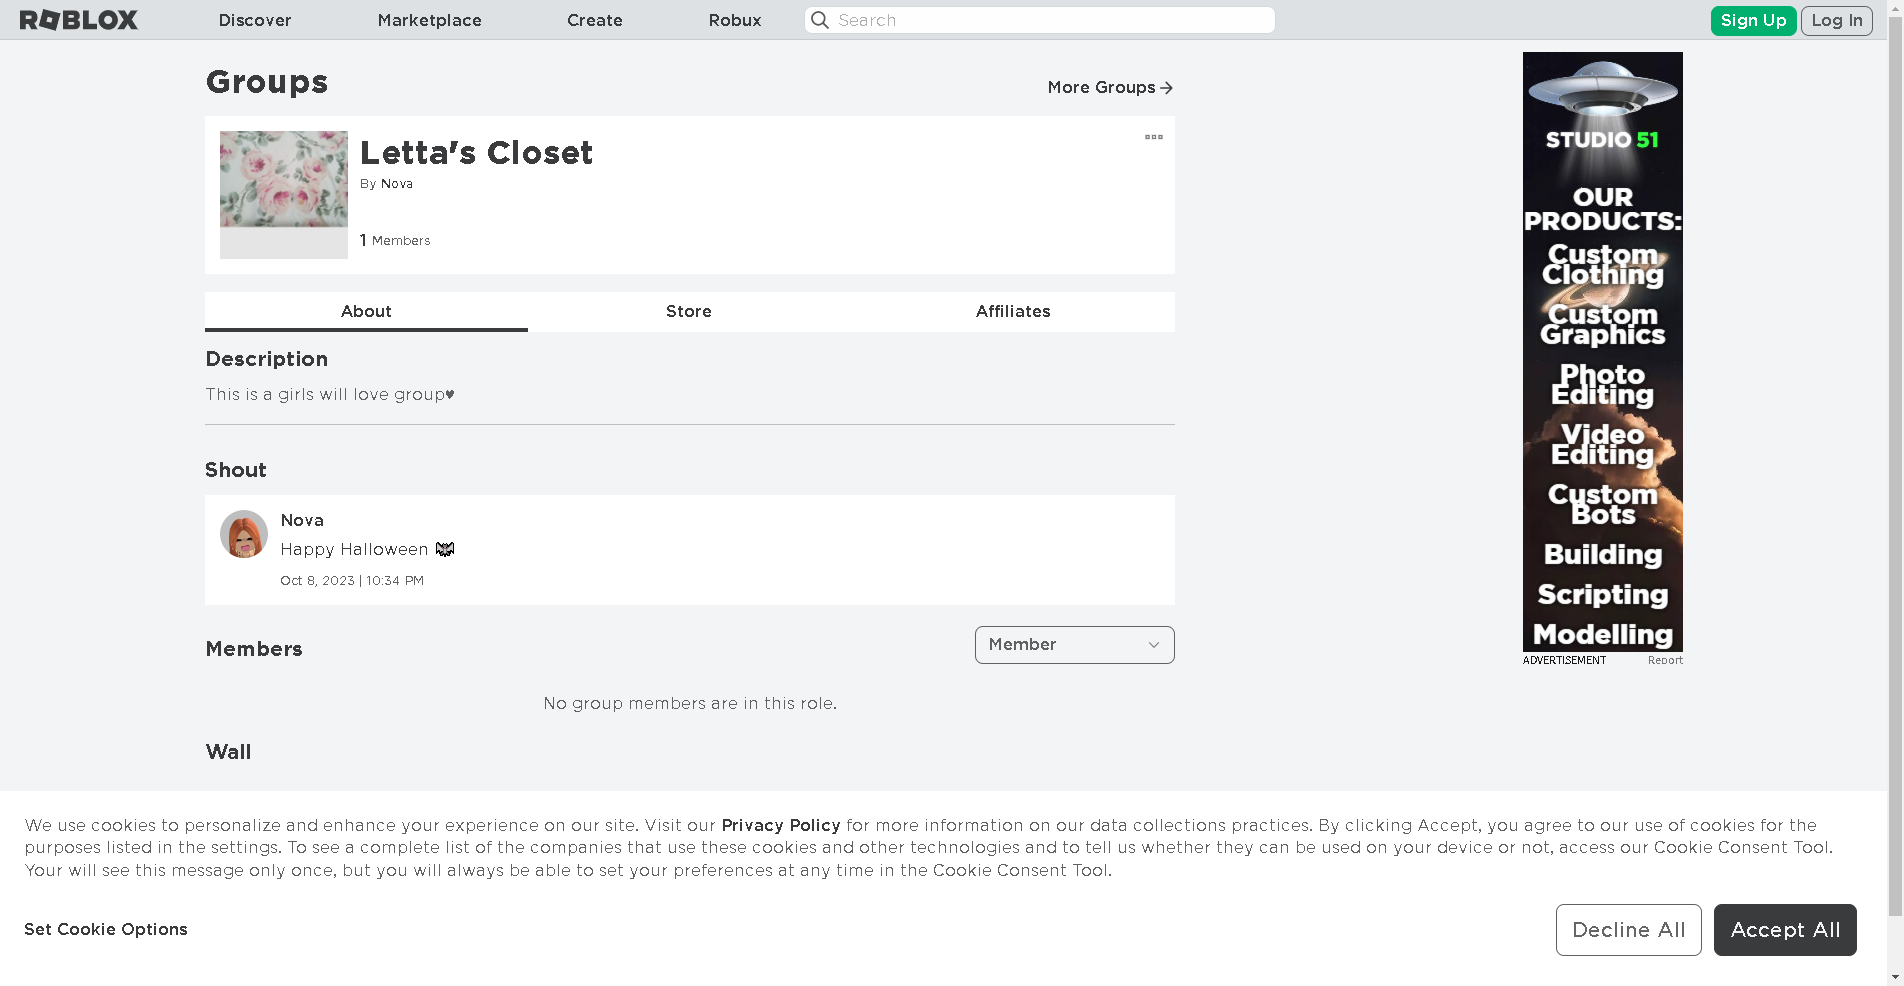 ROBLOX
Discover
Marketplace
Create
Robux
Search
Sign Up
Log In
Groups
More Groups
Letta's Closet
By Nova
1 Members
About
Store
Affiliates
Description
This is a girls will love group♥
Shout
Nova
Happy Halloween 🦇
Oct 8, 2023 | 10:34 PM
Members
Member
No group members are in this role.
Wall
STUDIO 51
OUR
PRODUCTS:
Custom
Clothing
Custom
Graphics
Photo
Editing
Video
Editing
Custom
Bots
Building
Scripting
Modelling
ADVERTISEMENT
Report
We use cookies to personalize and enhance your experience on our site. Visit our Privacy Policy for more information on our data collections practices. By clicking Accept, you agree to our use of cookies for the
purposes listed in the settings. To see a complete list of the companies that use these cookies and other technologies and to tell us whether they can be used on your device or not, access our Cookie Consent Tool.
Your will see this message only once, but you will always be able to set your preferences at any time in the Cookie Consent Tool.
Set Cookie Options
Decline All
Accept All